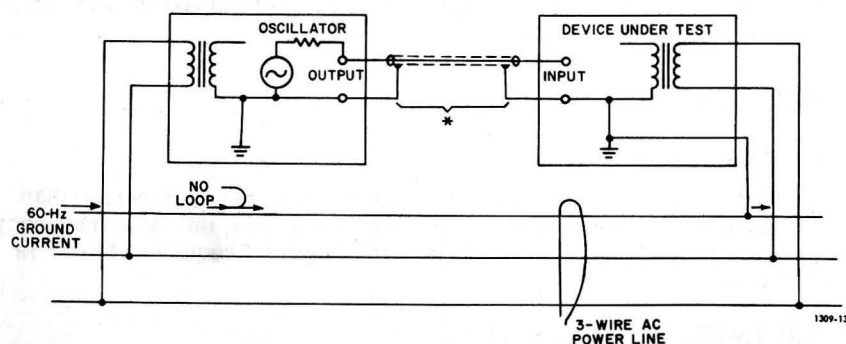 OSCILLATOR
OUTPUT
DEVICE UNDER TEST
INPUT
*
NO
LOOP
60-Hz
GROUND
CURRENT
3-WIRE AC
POWER LINE
1309-13